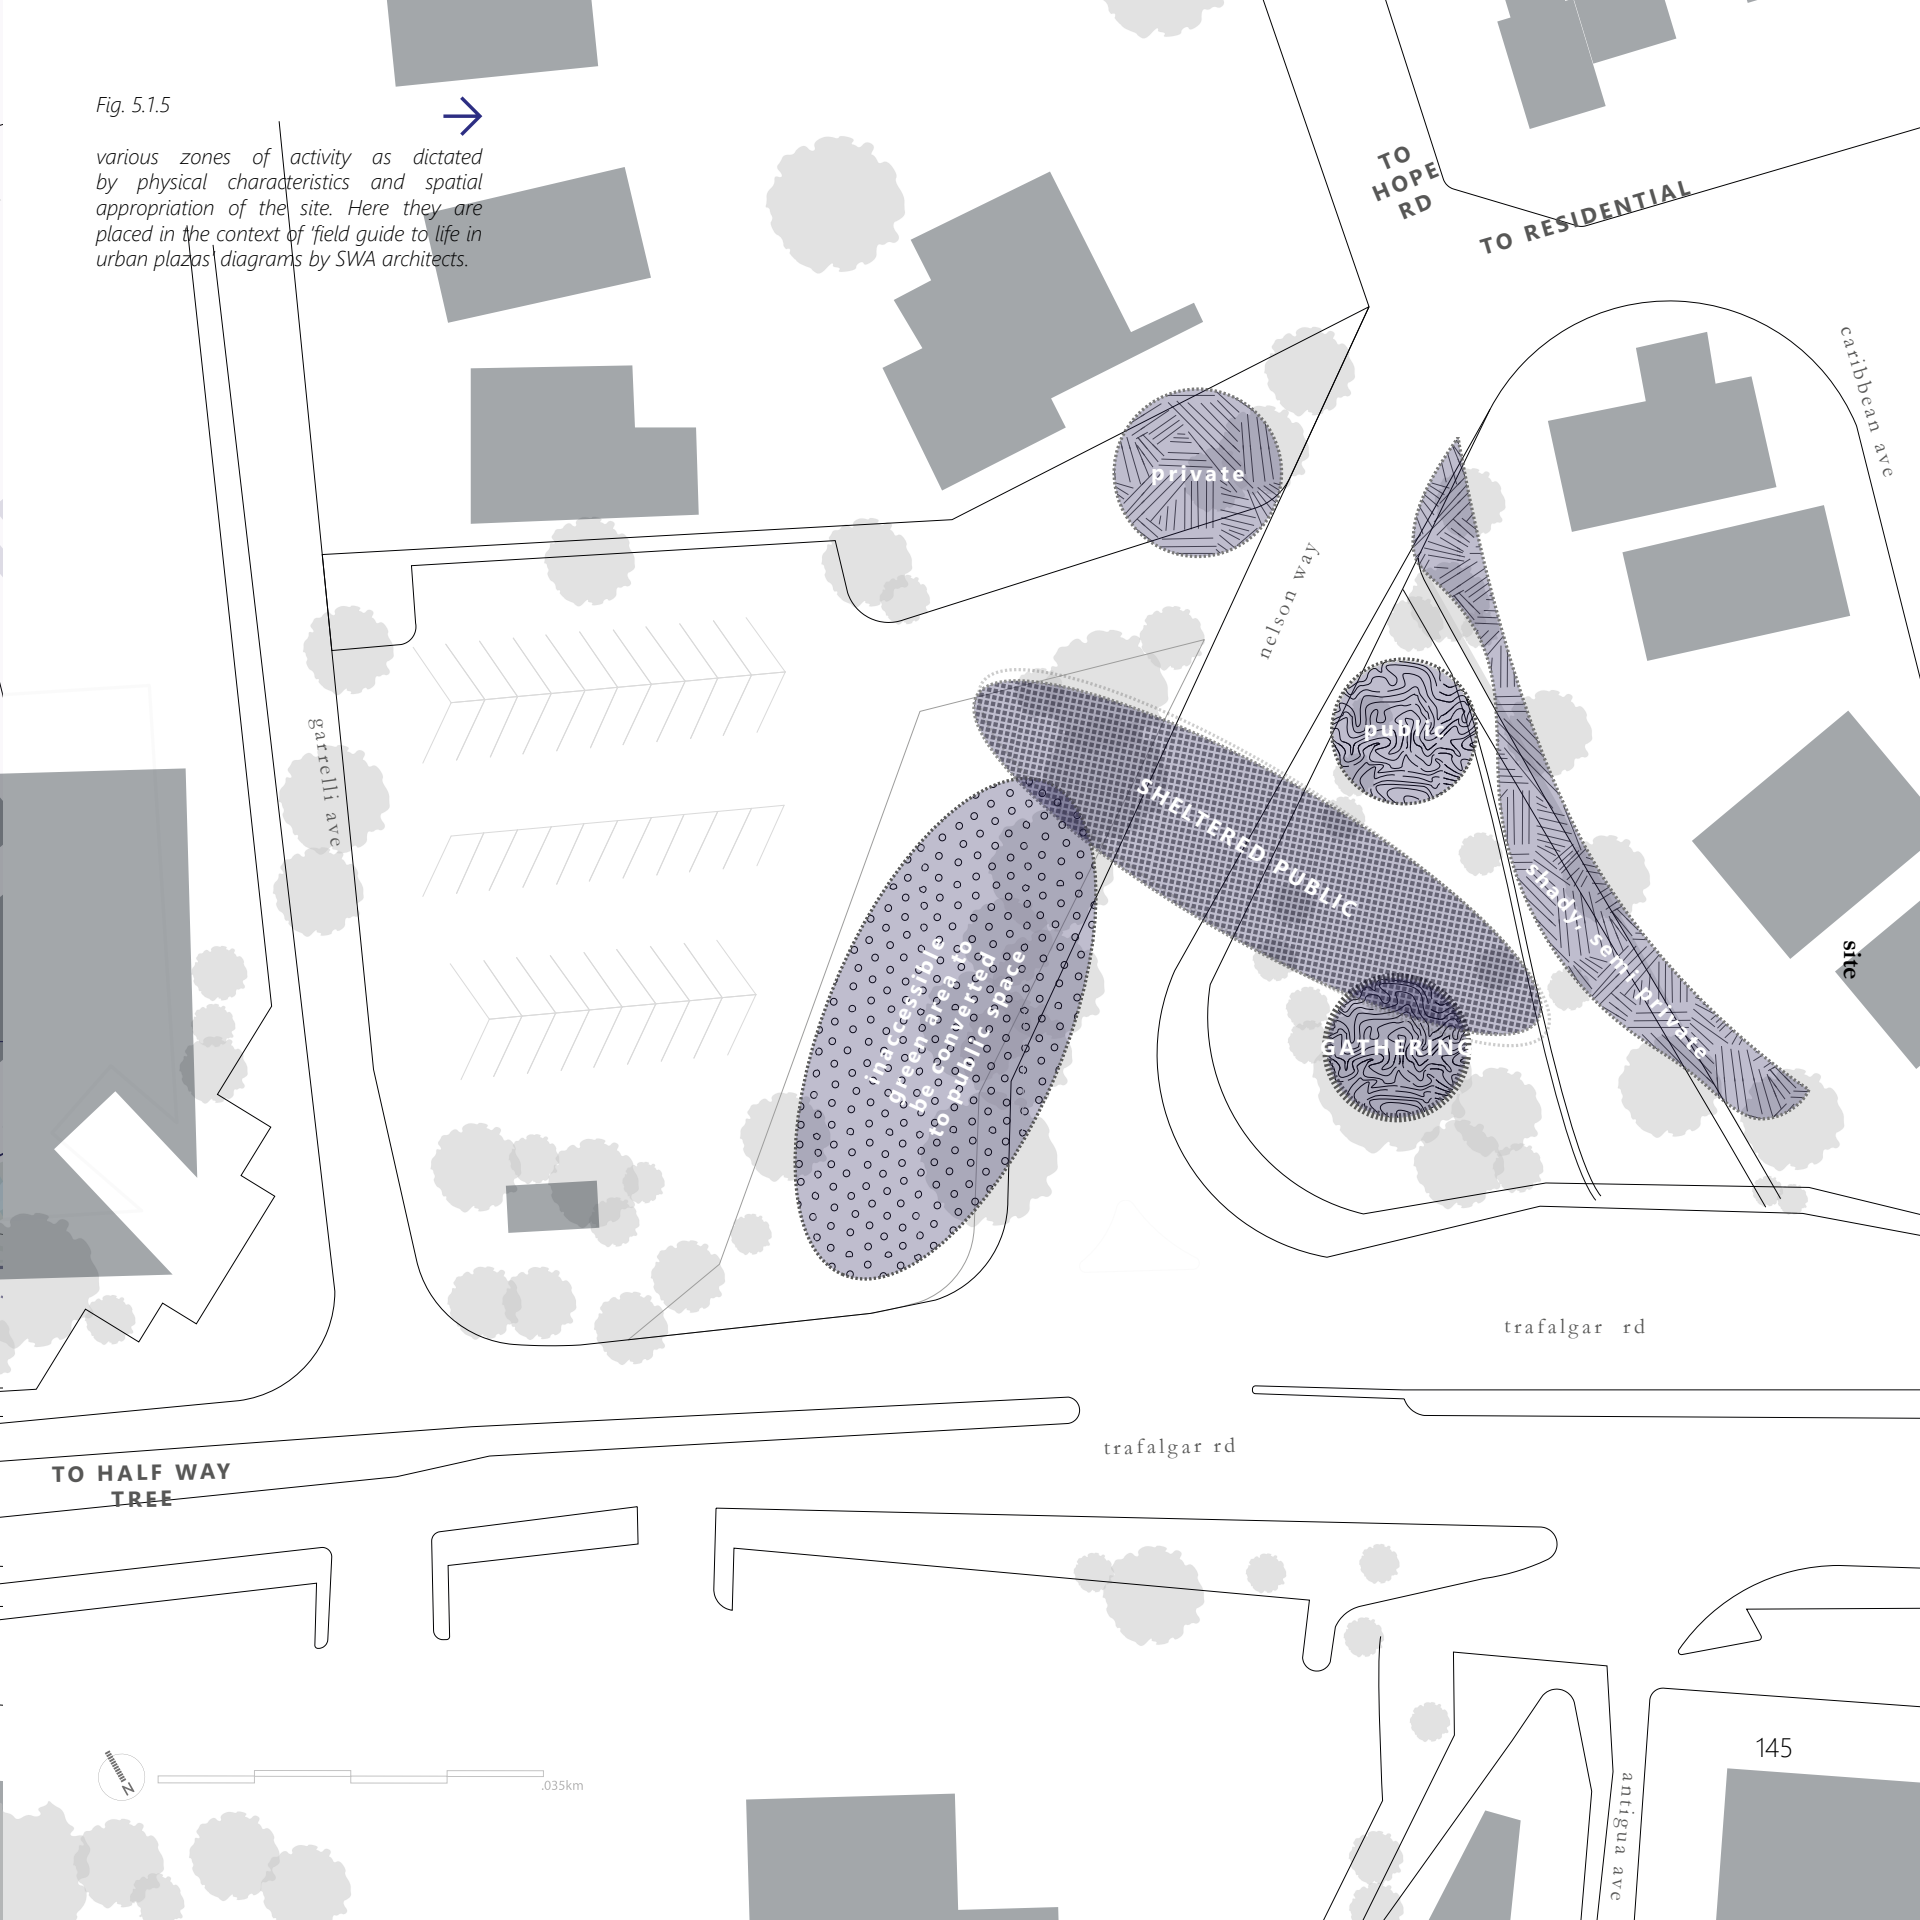 Fig. 5.1.5
various zones of activity as dictated
by physical characteristics and spatial
appropriation of the site. Here they are
placed in the context of 'field guide to life in
urban plazas' diagrams by SWA architects.
TO
HOPE
RD
TO RESIDENTIAL
caribbean ave
private
nelson way
public
garrelli ave
SHELTERED PUBLIC
shady, semi private
inaccessible
green area to
be converted
to public space
GATHERING
site
trafalgar rd
trafalgar rd
TO HALF WAY
TREE
145
antigua ave
N
.035km